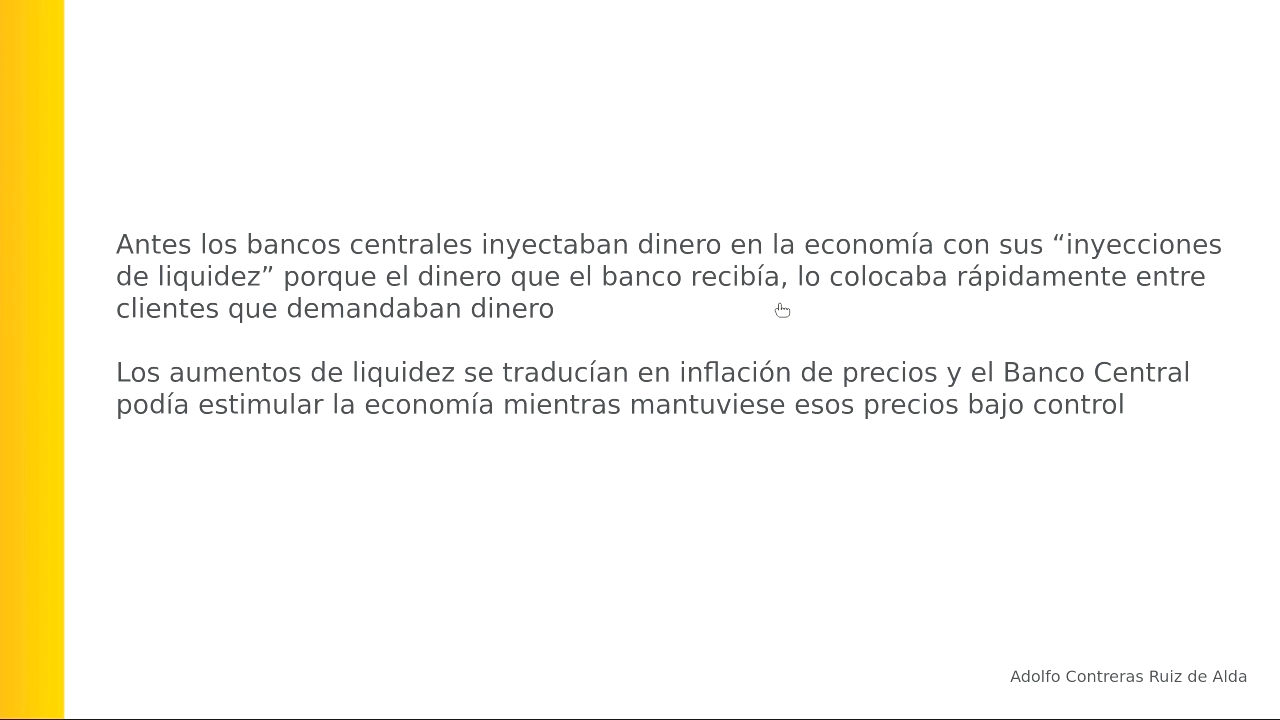 Antes los bancos centrales inyectaban dinero en la economía con sus “inyecciones
de liquidez” porque el dinero que el banco recibía, lo colocaba rápidamente entre
clientes que demandaban dinero
Los aumentos de liquidez se traducían en inflación de precios y el Banco Central
podía estimular la economía mientras mantuviese esos precios bajo control
Adolfo Contreras Ruiz de Alda